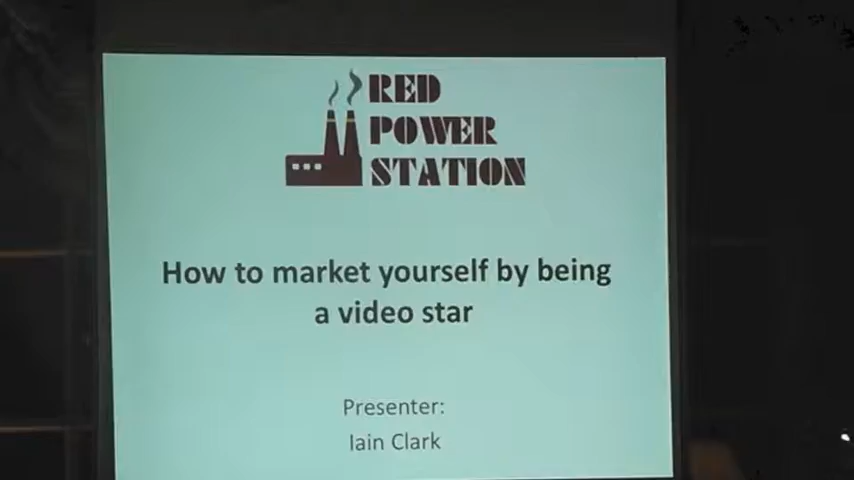 RED
POWER
STATION
How to market yourself by being
a video star
Presenter:
Iain Clark